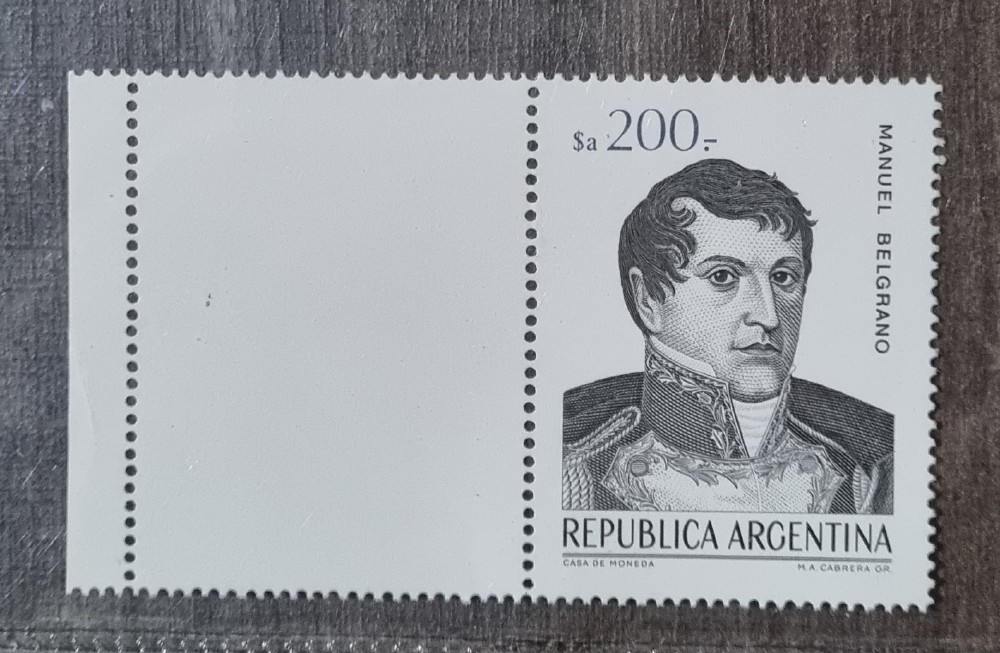 $a 200.-
MANUEL BELGRANO
REPUBLICA ARGENTINA
CASA DE MONEDA
M.A. CABRERA GR.